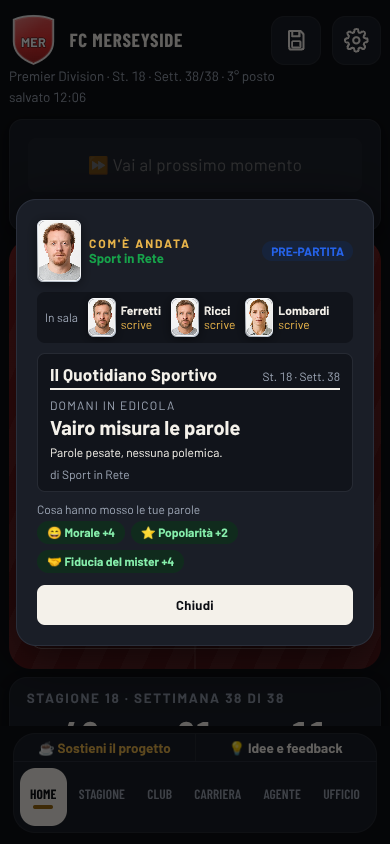 MER
FC MERSEYSIDE
Premier Division · St. 18 · Sett. 38/38 · 3° posto
salvato 12:06
⏩ Vai al prossimo momento
COM'È ANDATA
Sport in Rete
PRE-PARTITA
In sala
Ferretti
scrive
Ricci
scrive
Lombardi
scrive
Il Quotidiano Sportivo
St. 18 · Sett. 38
DOMANI IN EDICOLA
Vairo misura le parole
Parole pesate, nessuna polemica.
di Sport in Rete
Cosa hanno mosso le tue parole
😄 Morale +4
⭐ Popolarità +2
🤝 Fiducia del mister +4
Chiudi
STAGIONE 18 · SETTIMANA 38 DI 38
☕ Sostieni il progetto
💡 Idee e feedback
HOME
STAGIONE
CLUB
CARRIERA
AGENTE
UFFICIO